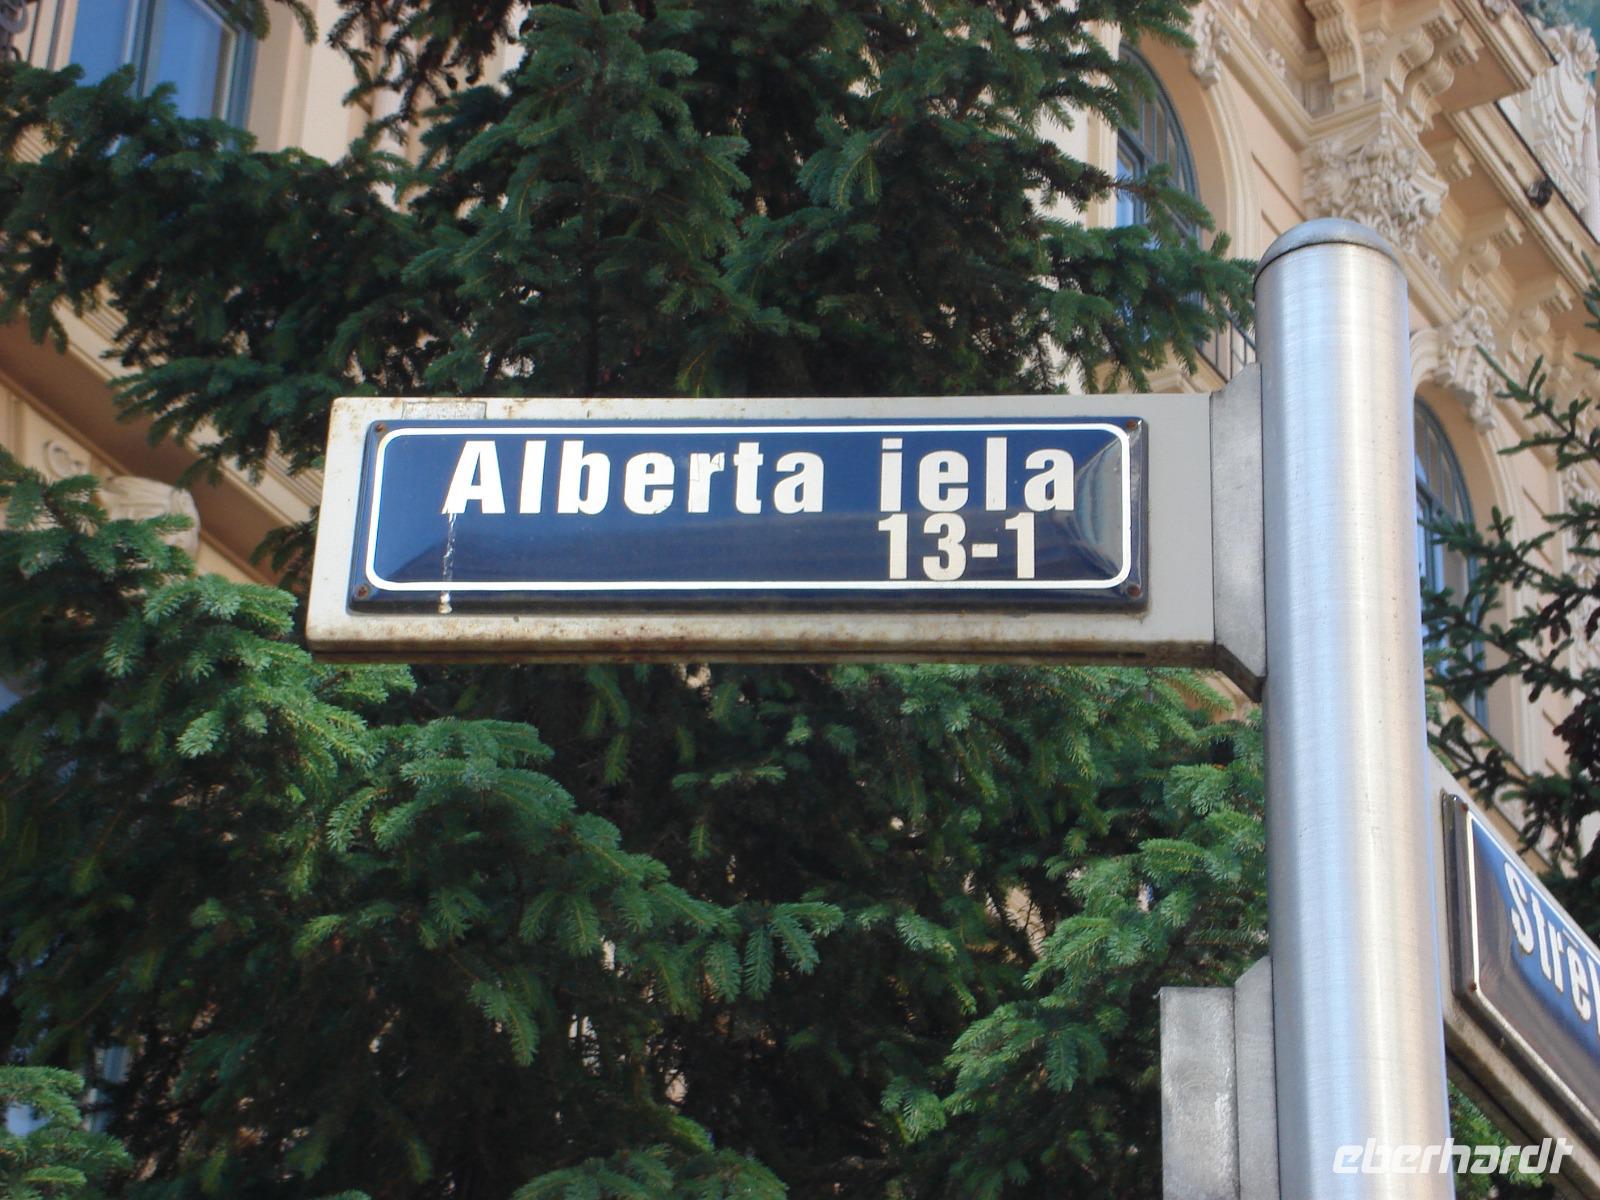 Alberta iela
13-1
eberhardt